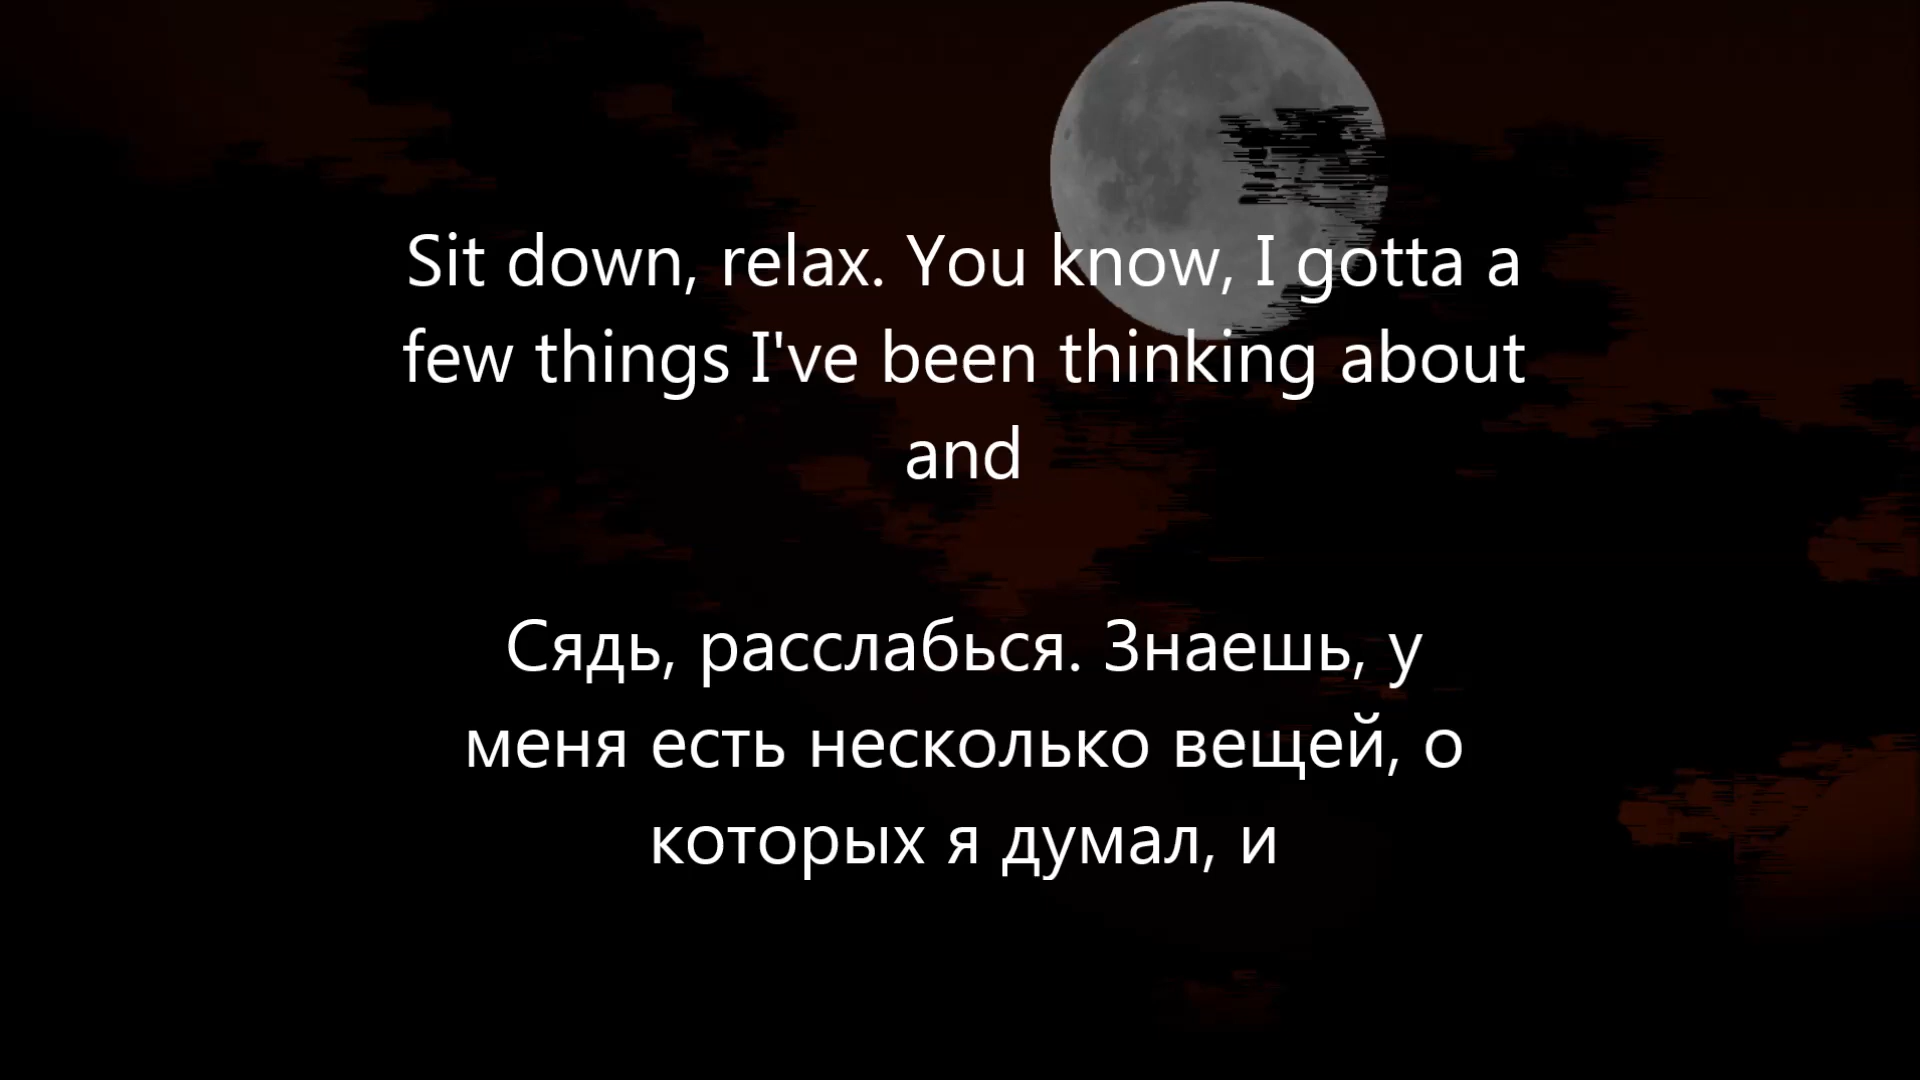 Sit down, relax. You know, I gotta a
few things I've been thinking about
and
Сядь, расслабься. Знаешь, у
меня есть несколько вещей, о
которых я думал, и